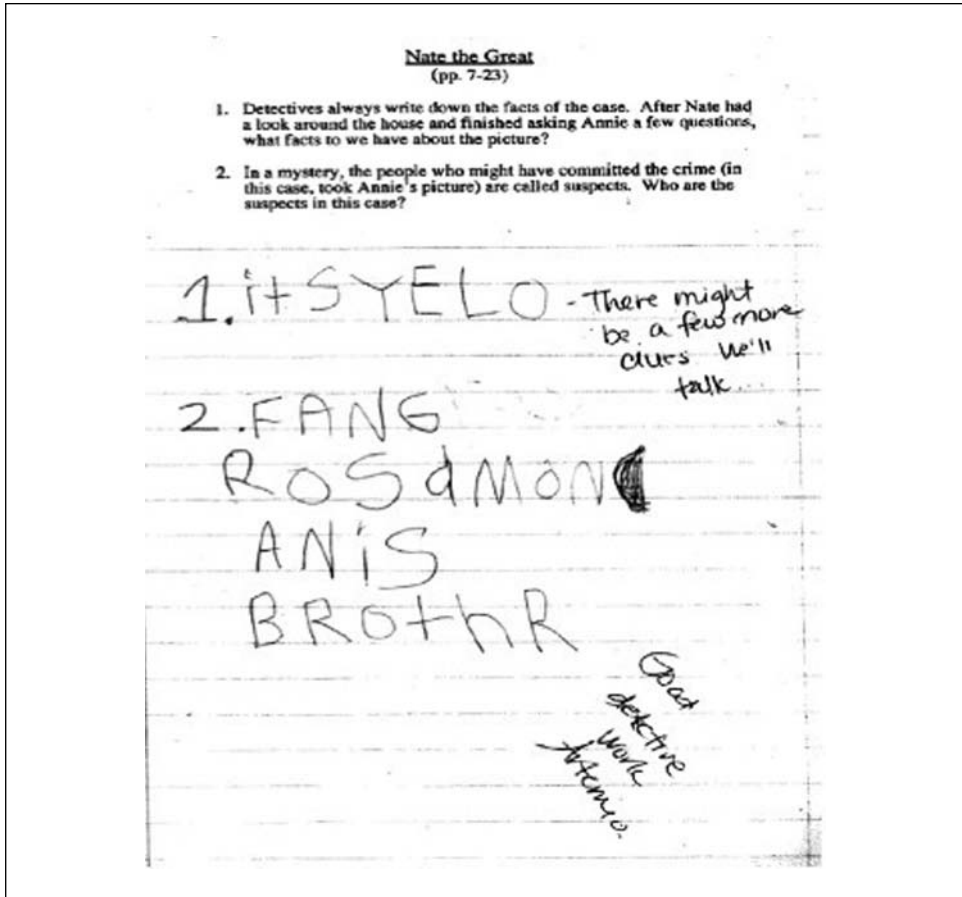 Nate the Great
(pp. 7-23)
1. Detectives always write down the facts of the case. After Nate had
a look around the house and finished asking Annie a few questions,
what facts to we have about the picture?
2. In a mystery, the people who might have committed the crime (in
this case, took Annie's picture) are called suspects. Who are the
suspects in this case?
1. itSYELO - There might
be a few more
clues we'll
talk...
2. FANG
ROSdMON
ANiS
BROthR
Good
detective
work
Artemio.